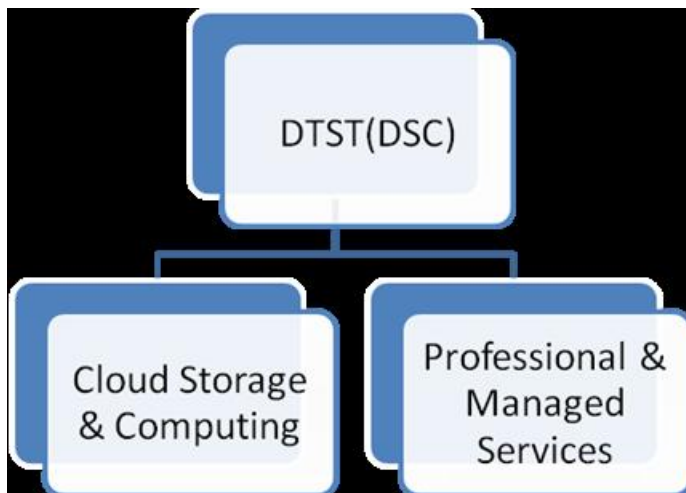 DTST(DSC)
Cloud Storage
& Computing
Professional &
Managed
Services